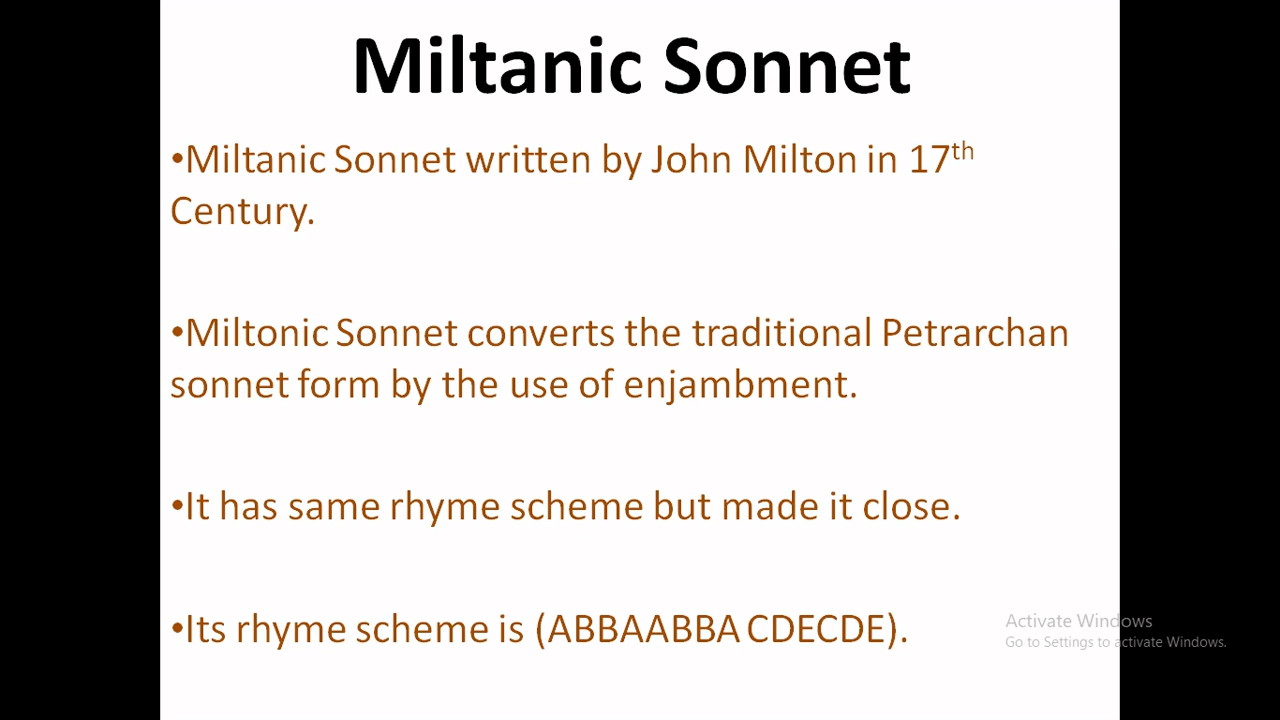 Miltanic Sonnet
•Miltanic Sonnet written by John Milton in 17th
Century.
•Miltonic Sonnet converts the traditional Petrarchan
sonnet form by the use of enjambment.
•It has same rhyme scheme but made it close.
•Its rhyme scheme is (ABBAABBA CDECDE).
Activate Windows
Go to Settings to activate Windows.